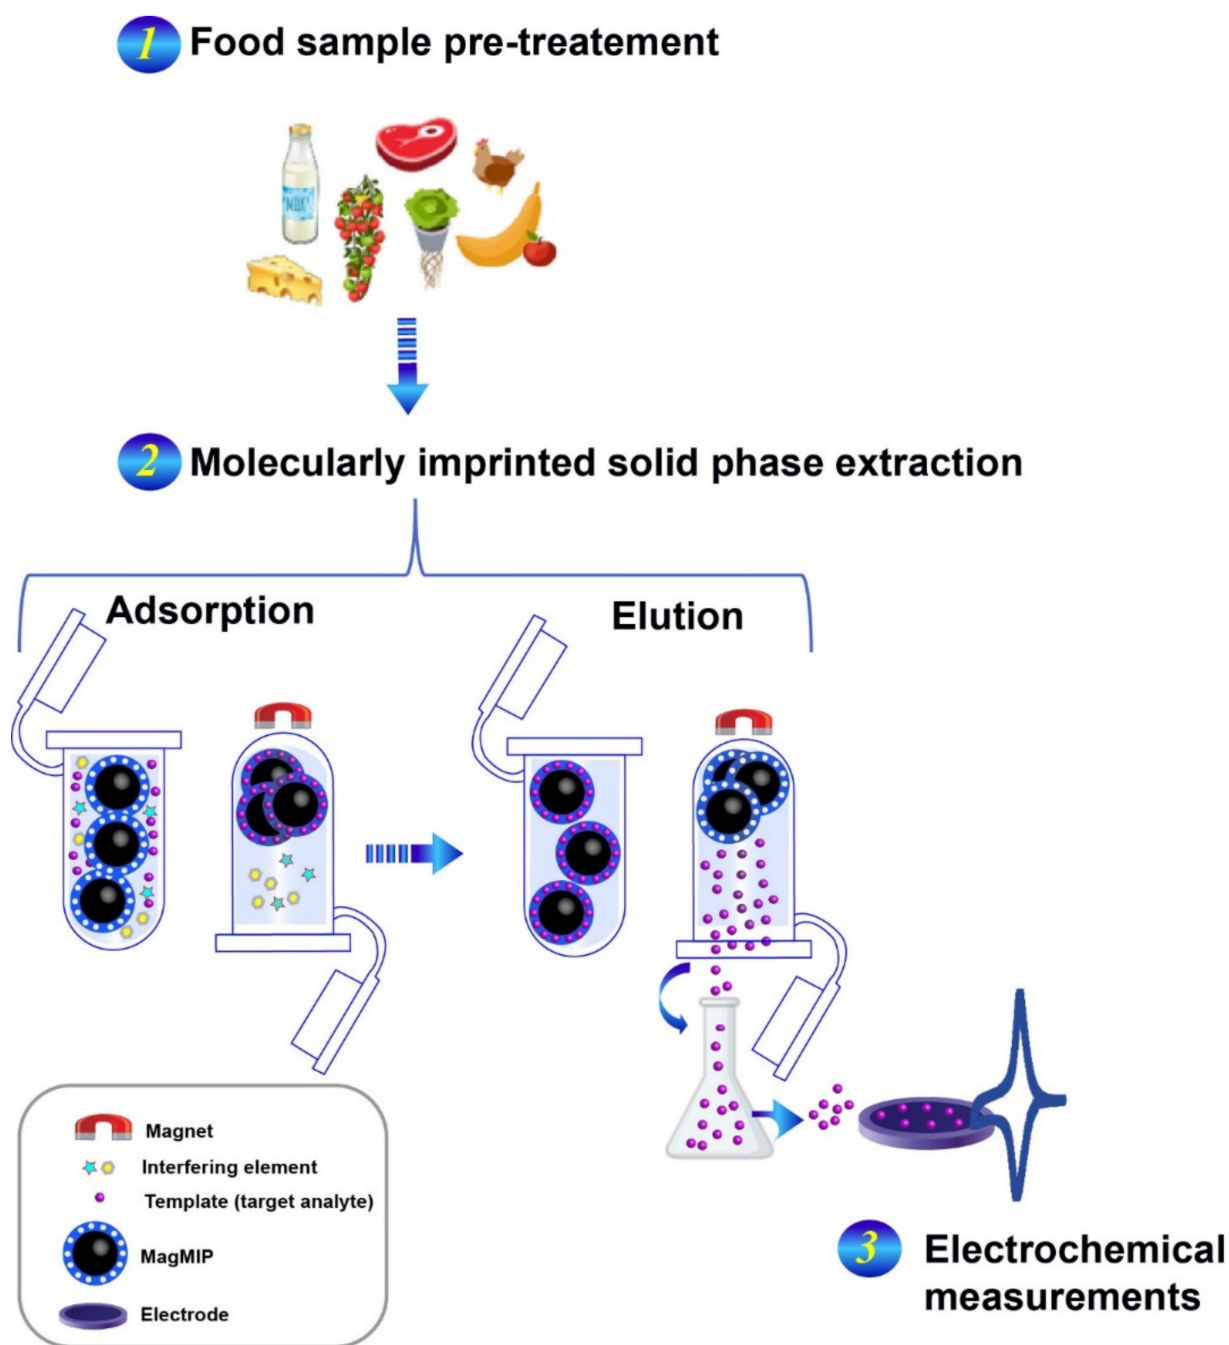 1 Food sample pre-treatement
MILK
2 Molecularly imprinted solid phase extraction
Adsorption
Elution
Magnet
Interfering element
Template (target analyte)
MagMIP
Electrode
3 Electrochemical
measurements